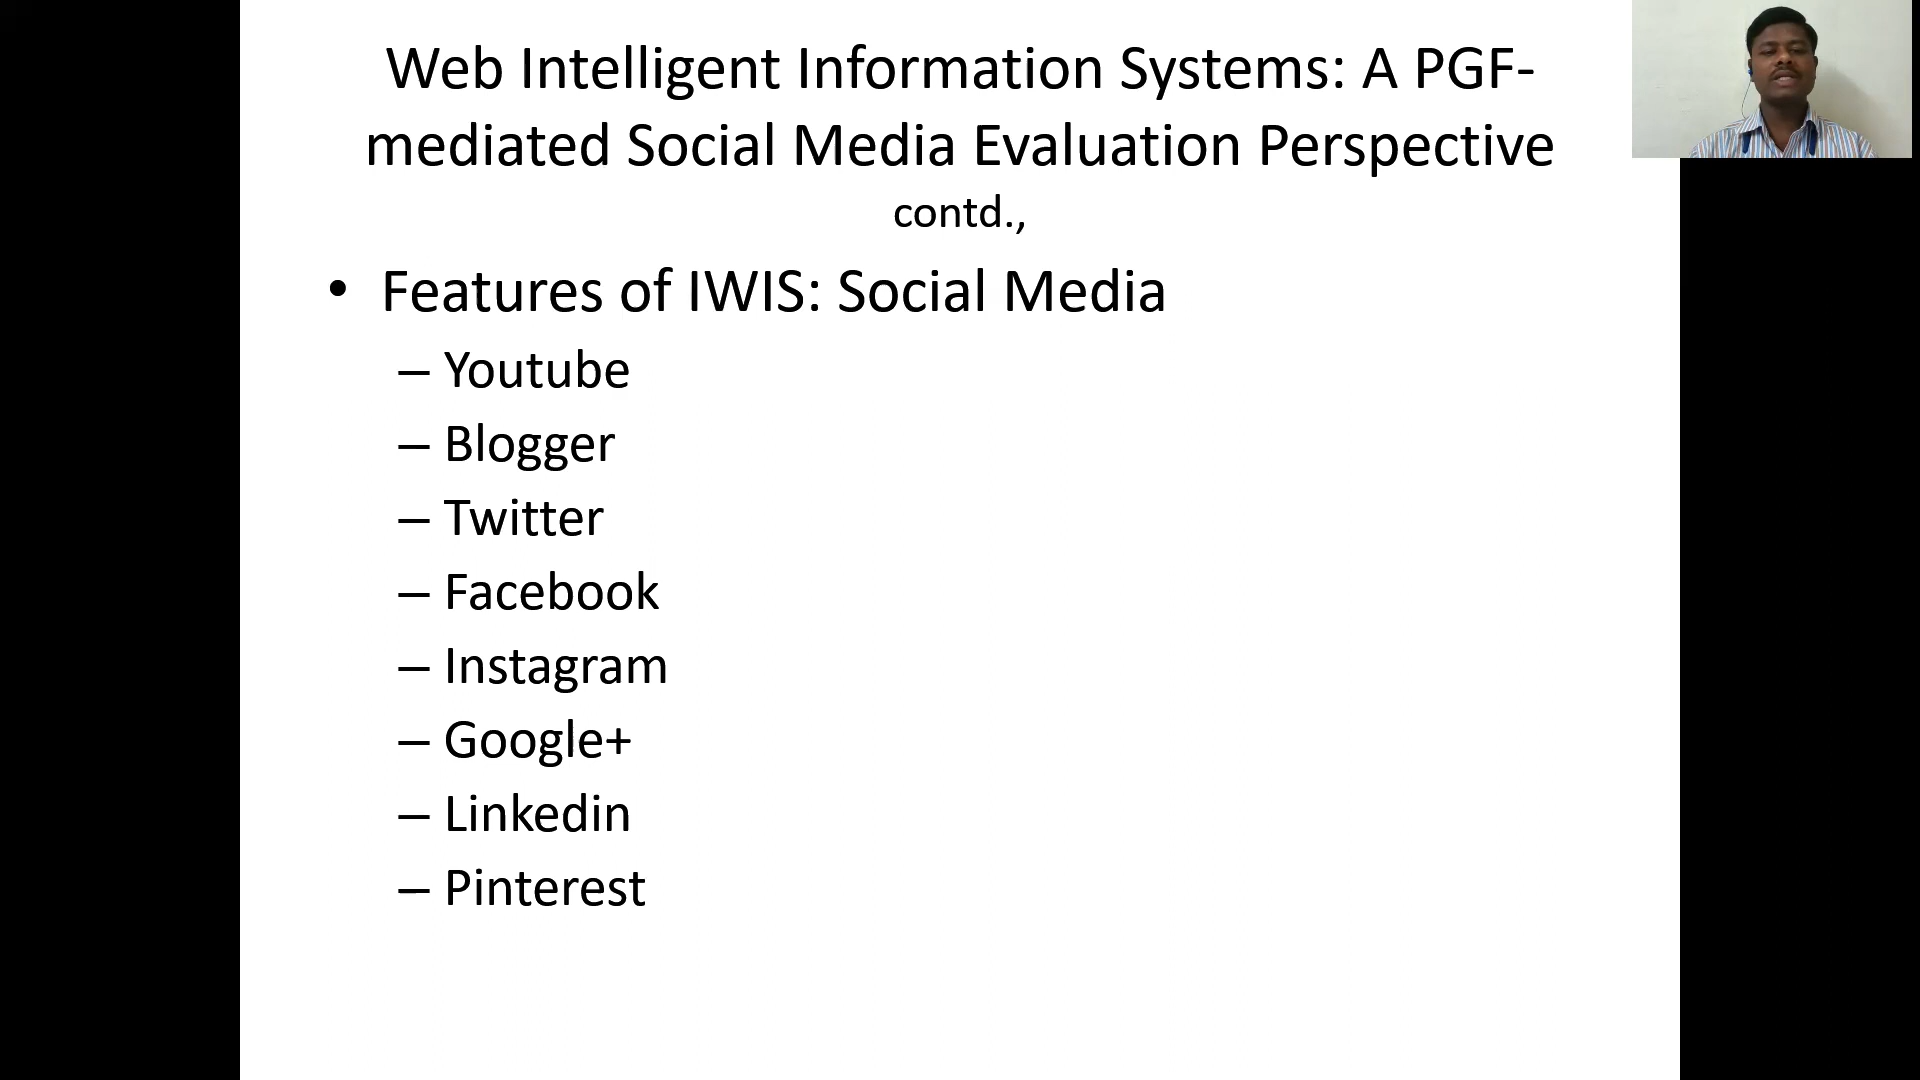 Web Intelligent Information Systems: A PGF-
mediated Social Media Evaluation Perspective
contd.,
• Features of IWIS: Social Media
– Youtube
– Blogger
– Twitter
– Facebook
– Instagram
– Google+
– Linkedin
– Pinterest